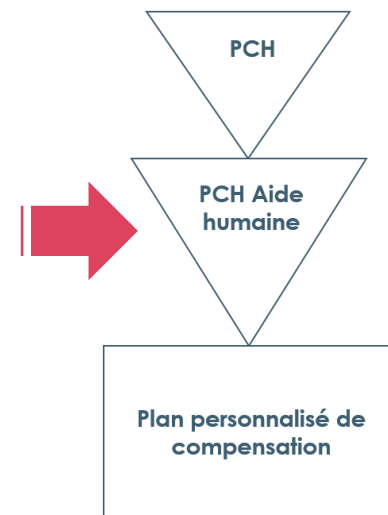 PCH
PCH Aide
humaine
Plan personnalisé de
compensation